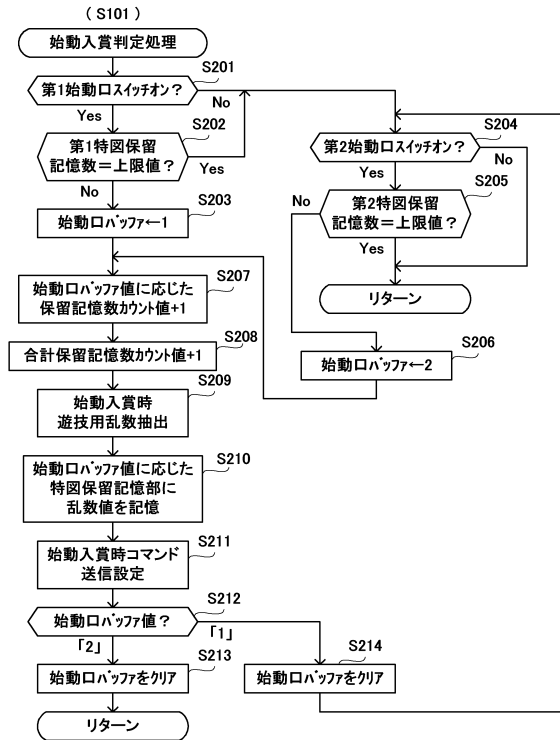 （S101）
始動入賞判定処理
S201
第1始動口スイッチオン？
Yes
No
S202
第1特図保留
記憶数＝上限値？
Yes
No
S203
始動口バッファ←1
S204
第2始動口スイッチオン？
Yes
No
S205
第2特図保留
記憶数＝上限値？
No
Yes
リターン
S206
始動口バッファ←2
S207
始動口バッファ値に応じた
保留記憶数カウント値+1
S208
合計保留記憶数カウント値+1
S209
始動入賞時
遊技用乱数抽出
S210
始動口バッファ値に応じた
特図保留記憶部に
乱数値を記憶
S211
始動入賞時コマンド
送信設定
S212
始動口バッファ値？
「2」
「1」
S213
始動口バッファをクリア
S214
始動口バッファをクリア
リターン